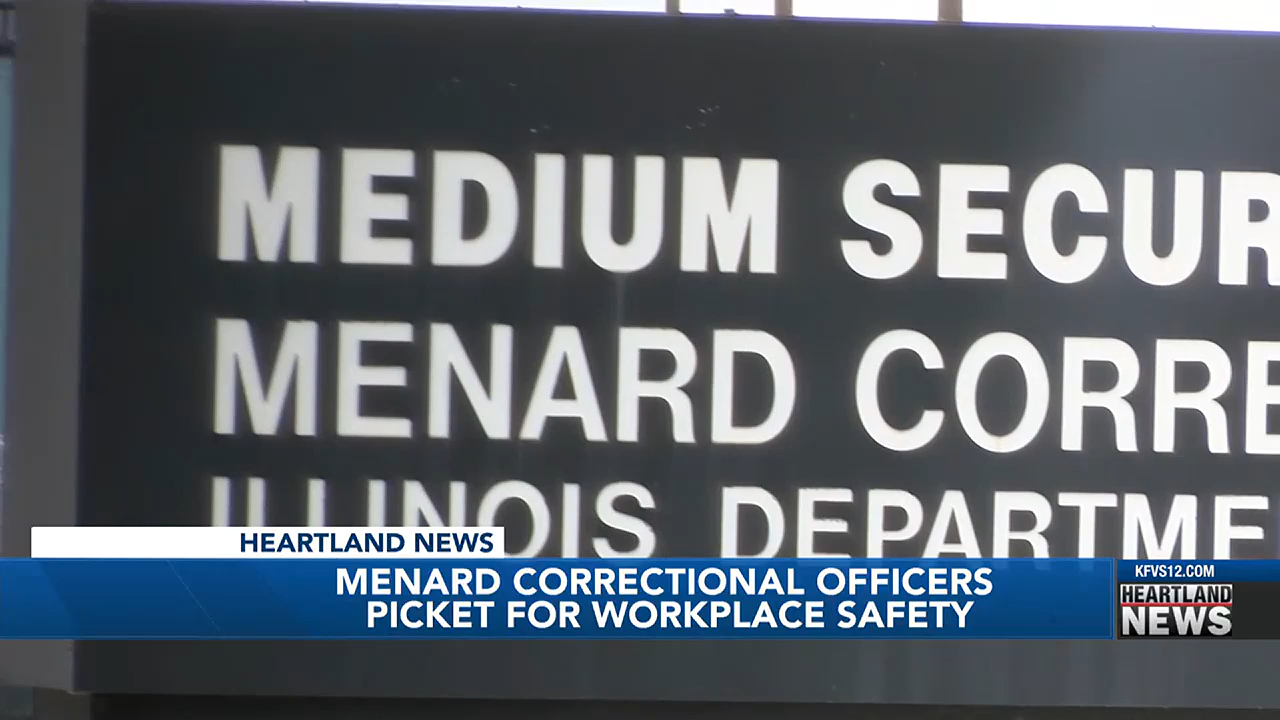 MEDIUM SECUR
MENARD CORRE
ILLINOIS DEPARTME
HEARTLAND NEWS
MENARD CORRECTIONAL OFFICERS
PICKET FOR WORKPLACE SAFETY
KFVS12.COM
HEARTLAND
NEWS